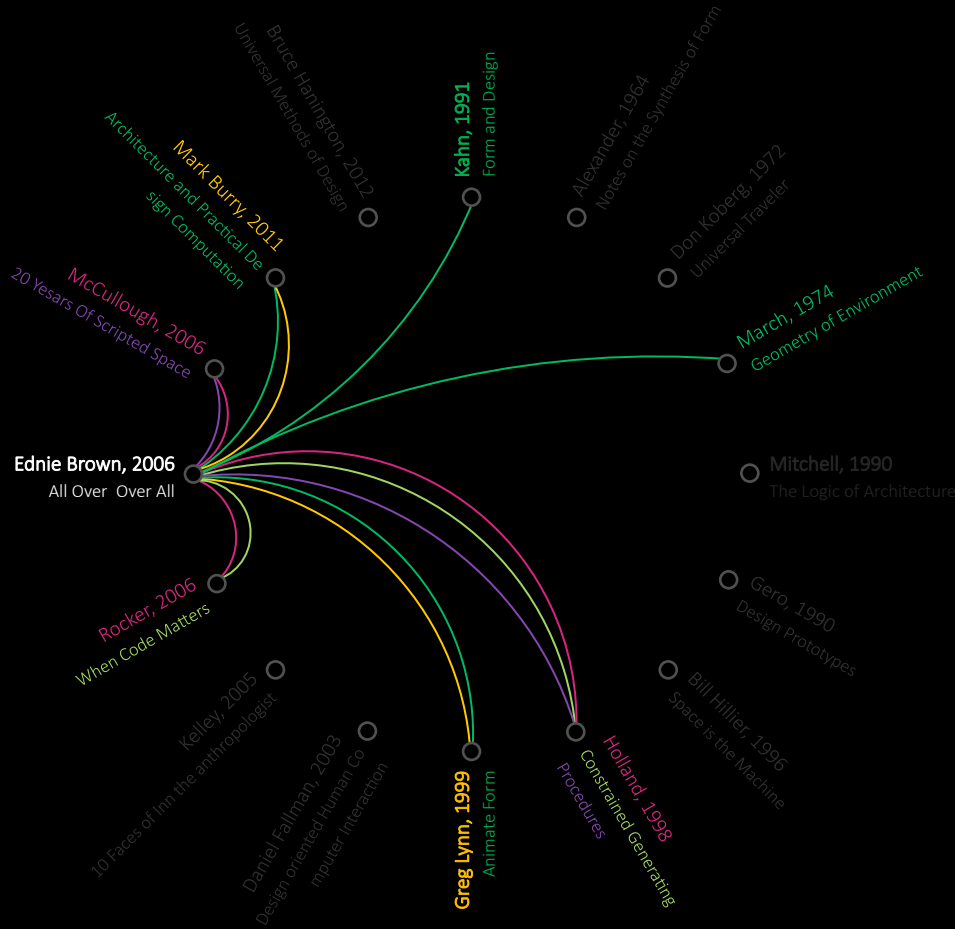 Bruce Hanington, 2012
Universal Methods of Design
Kahn, 1991
Form and Design
Alexander, 1964
Notes on the Synthesis of Form
Don Koberg, 1972
Universal Traveler
March, 1974
Geometry of Environment
Mitchell, 1990
The Logic of Architecture
Gero, 1990
Design Prototypes
Bill Hillier, 1996
Space is the Machine
Holland, 1998
Constrained Generating
Procedures
Greg Lynn, 1999
Animate Form
Daniel Fallman, 2003
Design oriented Human Co
mputer Interaction
Kelley, 2005
10 Faces of Inn the anthropologist
Rocker, 2006
When Code Matters
Ednie Brown, 2006
All Over Over All
McCullough, 2006
20 Yesars Of Scripted Space
Mark Burry, 2011
Architecture and Practical De
sign Computation